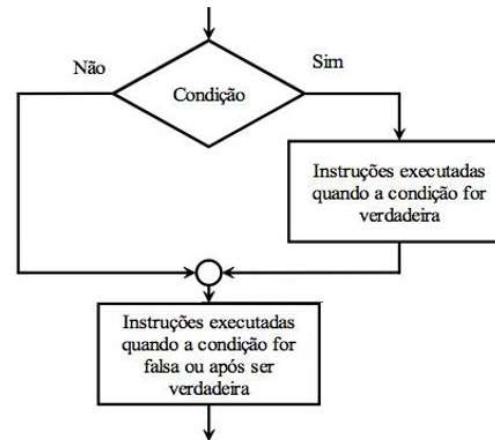 Não
Sim
Condição
Instruções executadas
quando a condição for
verdadeira
Instruções executadas
quando a condição for
falsa ou após ser
verdadeira